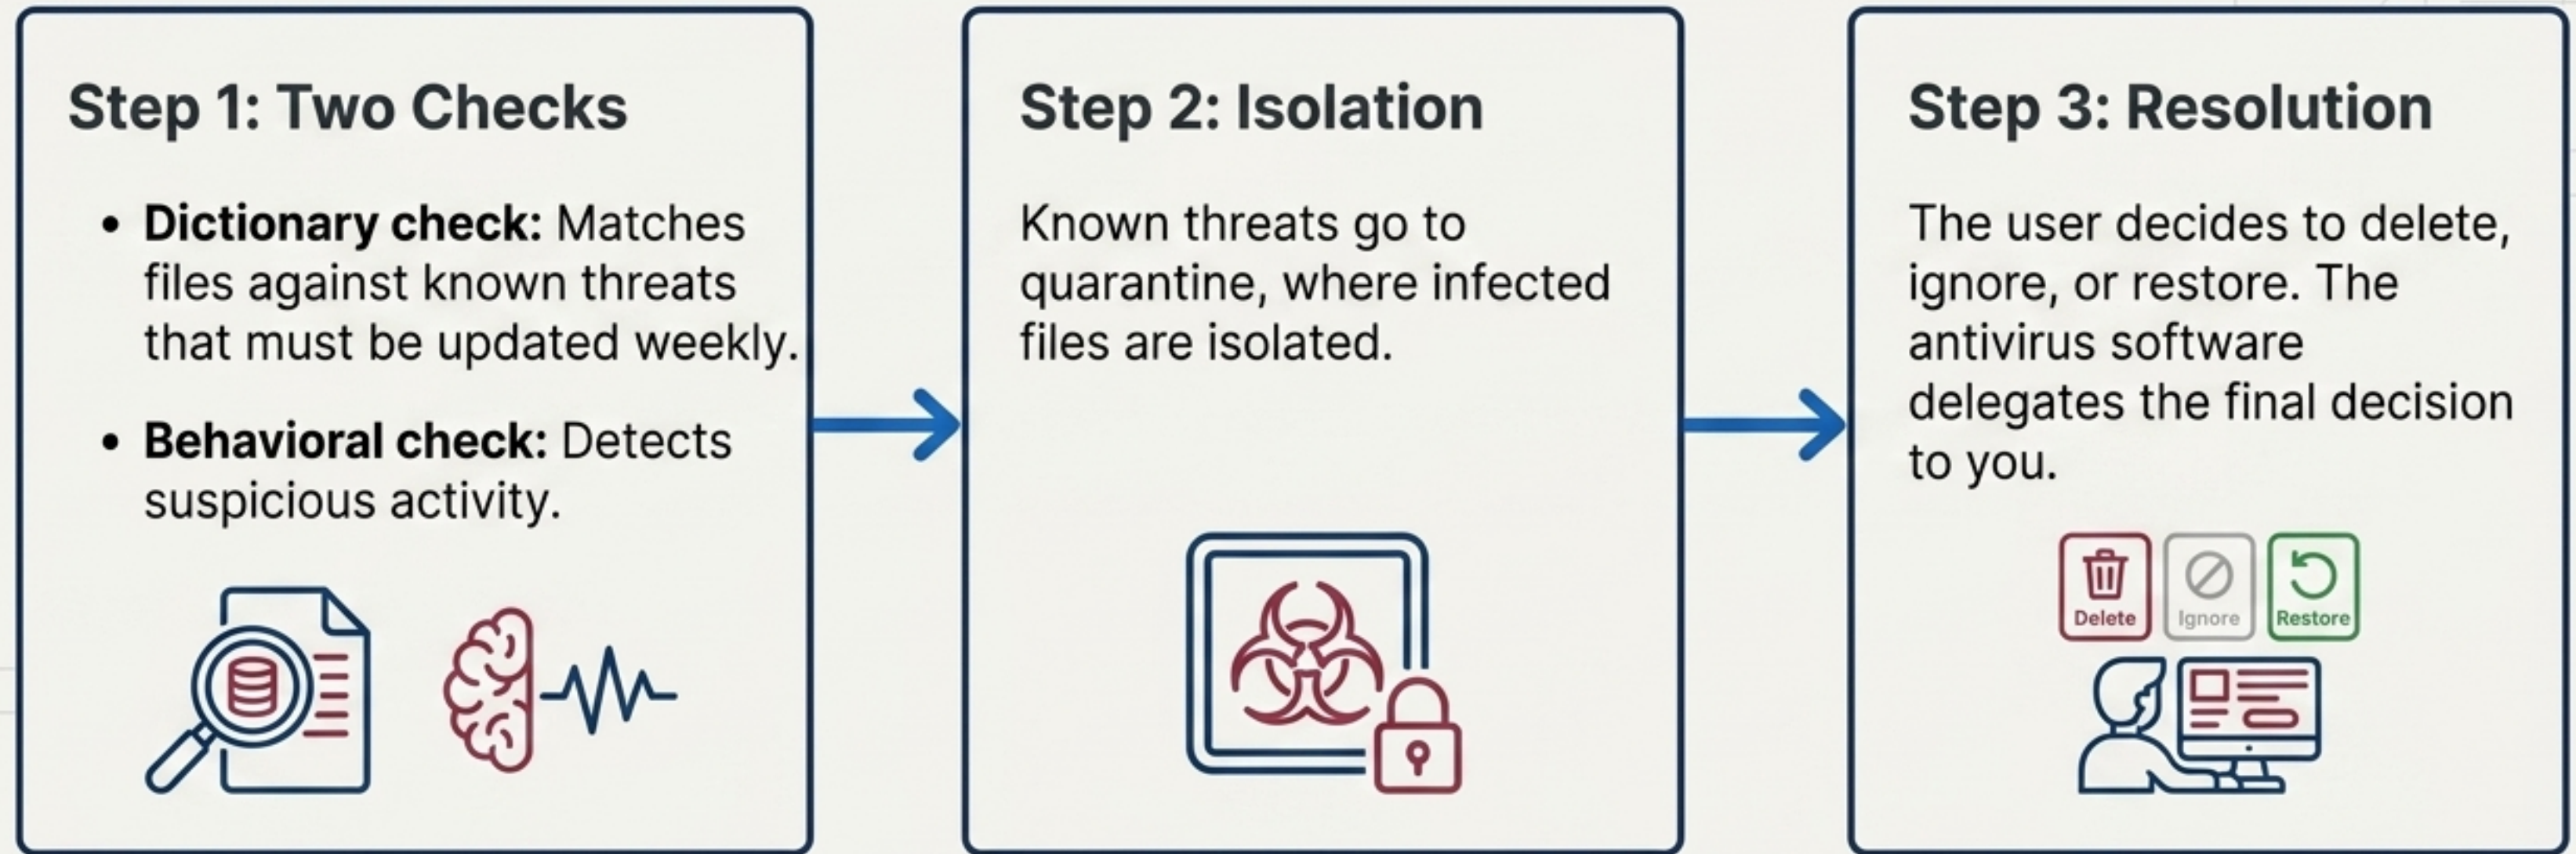 Step 1: Two Checks
• Dictionary check: Matches
files against known threats
that must be updated weekly.
• Behavioral check: Detects
suspicious activity.
Step 2: Isolation
Known threats go to
quarantine, where infected
files are isolated.
Step 3: Resolution
The user decides to delete,
ignore, or restore. The
antivirus software
delegates the final decision
to you.
Delete
Ignore
Restore